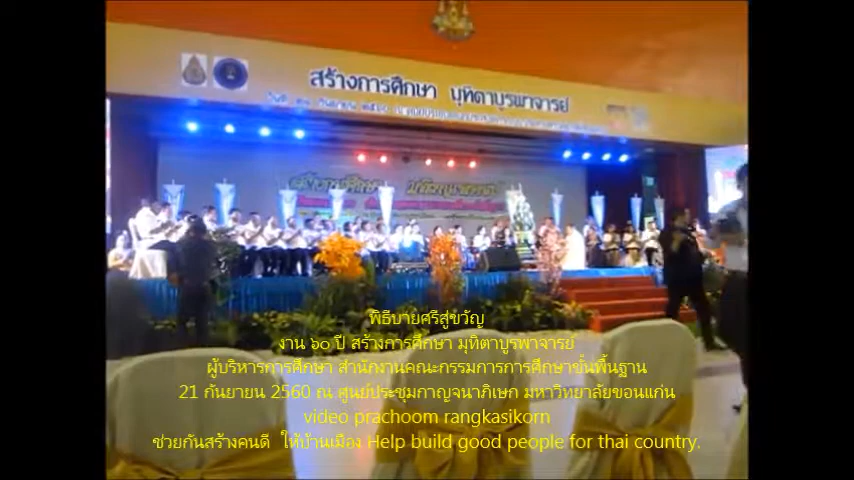 สร้างการศึกษา มุทิตาบูรพาจารย์
พิธีบายศรีสู่ขวัญ
งาน ๖๐ ปี สร้างการศึกษา มุทิตาบูรพาจารย์
ผู้บริหารการศึกษา สำนักงานคณะกรรมการการศึกษาขั้นพื้นฐาน
21 กันยายน 2560 ณ ศูนย์ประชุมกาญจนาภิเษก มหาวิทยาลัยขอนแก่น
video prachoom rangkasikorn
ช่วยกันสร้างคนดี ให้บ้านเมือง Help build good people for thai country.